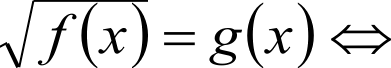 √f(x) = g(x) ⇔